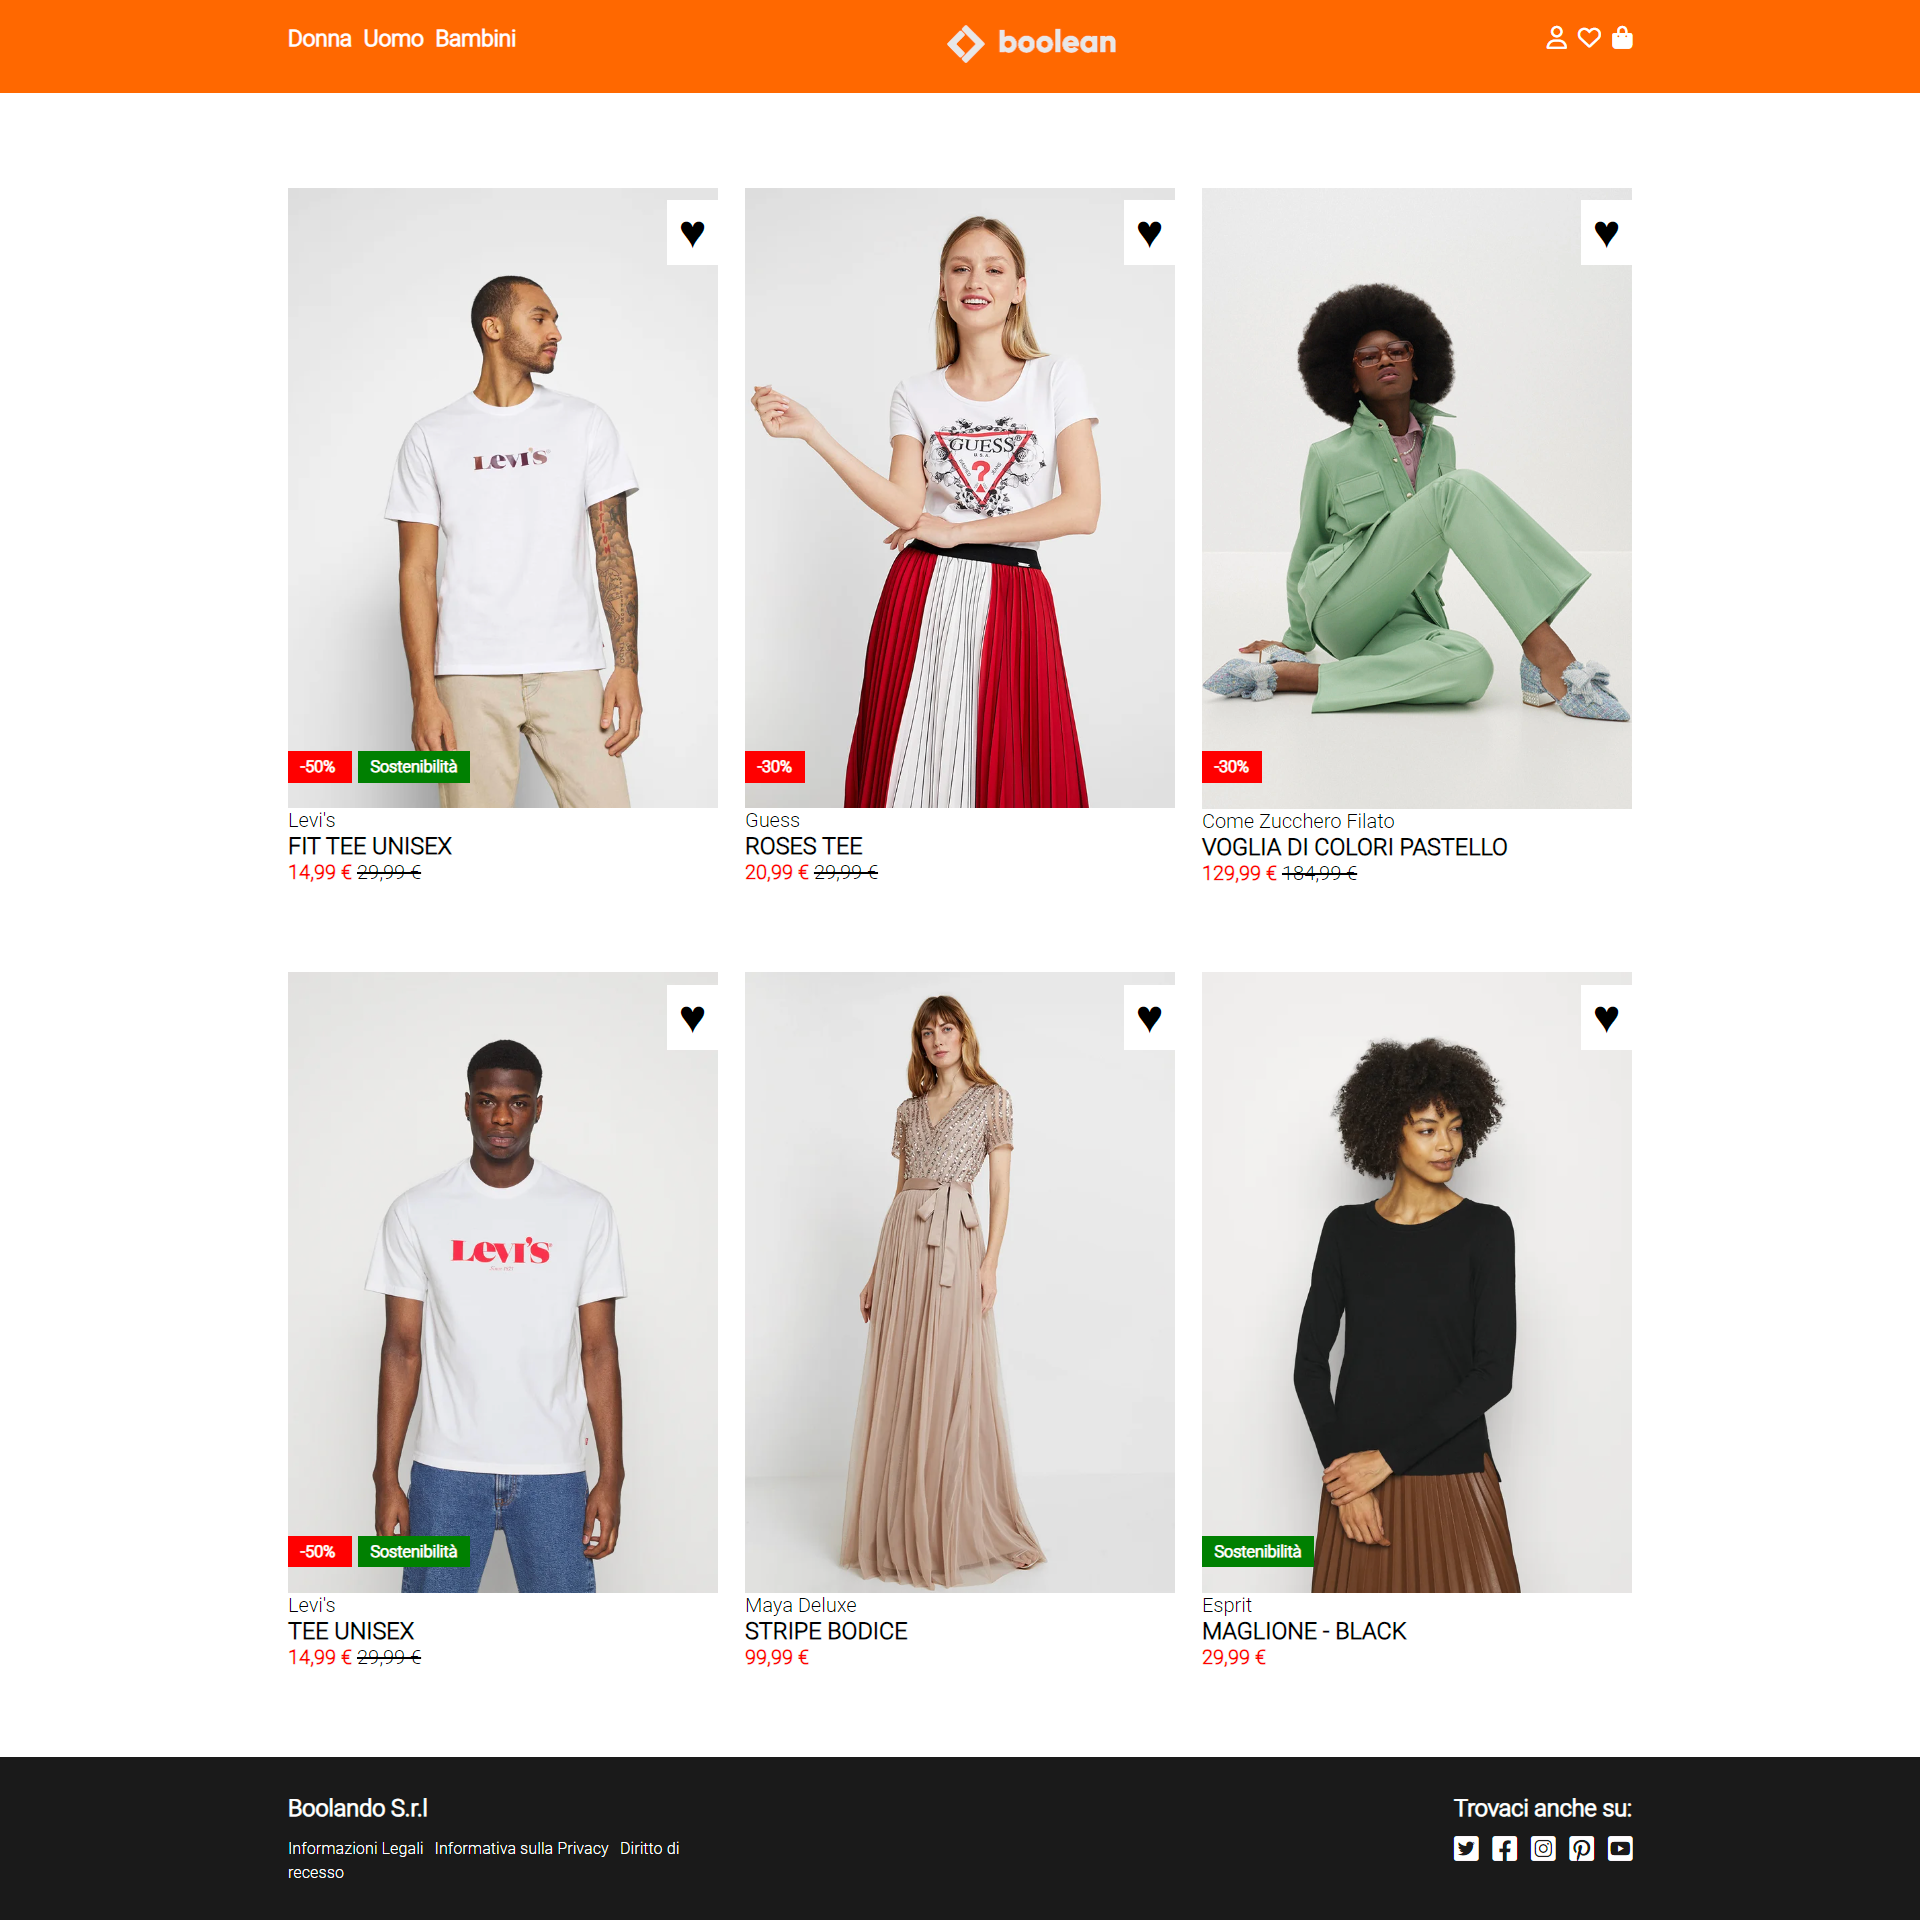 Donna Uomo Bambini
boolean
LEVI'S
GUESS
U.S.A.
?
-50% Sostenibilità
-30%
-30%
Levi's
FIT TEE UNISEX
14,99 € 29,99 €
Guess
ROSES TEE
20,99 € 29,99 €
Come Zucchero Filato
VOGLIA DI COLORI PASTELLO
129,99 € 184,99 €
LEVI'S
-50% Sostenibilità
Sostenibilità
Levi's
TEE UNISEX
14,99 € 29,99 €
Maya Deluxe
STRIPE BODICE
99,99 €
Esprit
MAGLIONE - BLACK
29,99 €
Boolando S.r.l
Informazioni Legali Informativa sulla Privacy Diritto di
recesso
Trovaci anche su: